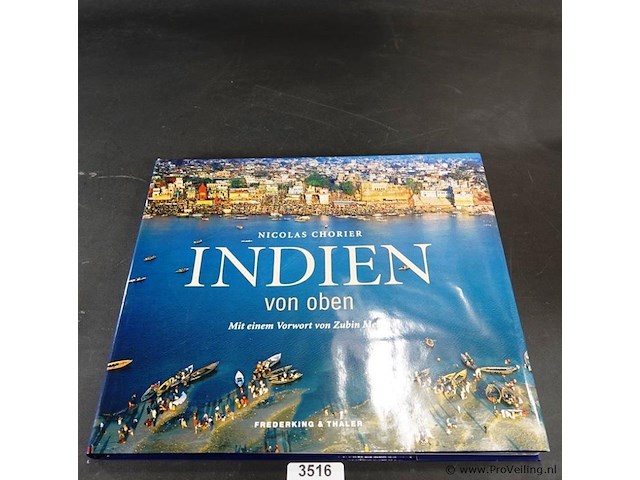 NICOLAS CHORIER
INDIEN
von oben
Mit einem Vorwort von Zubin
FREDERKING & THALER
3516
© www.ProVeiling.nl